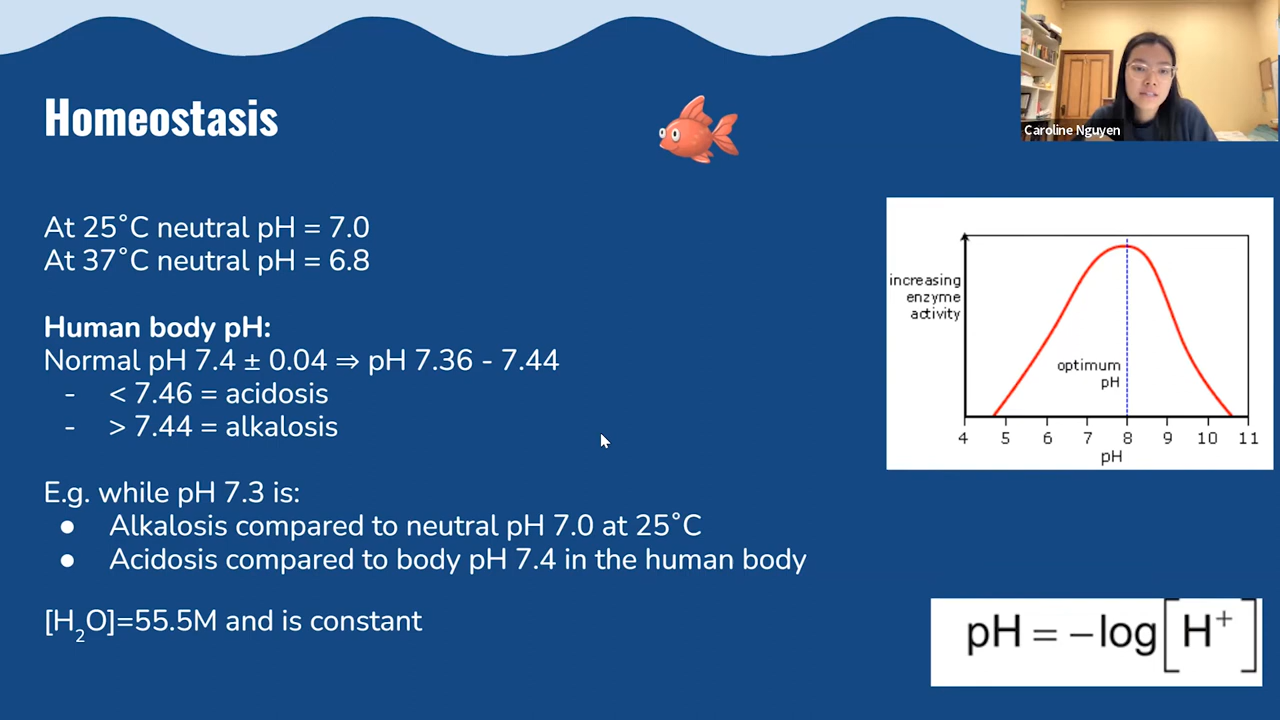 Homeostasis
Caroline Nguyen
At 25°C neutral pH = 7.0
At 37°C neutral pH = 6.8
Human body pH:
Normal pH 7.4 ± 0.04 ⇒ pH 7.36 - 7.44
- < 7.46 = acidosis
- > 7.44 = alkalosis
E.g. while pH 7.3 is:
● Alkalosis compared to neutral pH 7.0 at 25°C
● Acidosis compared to body pH 7.4 in the human body
[H₂O]=55.5M and is constant
increasing
enzyme
activity
optimum
pH
4 5 6 7 8 9 10 11
pH
pH = −log[H⁺]